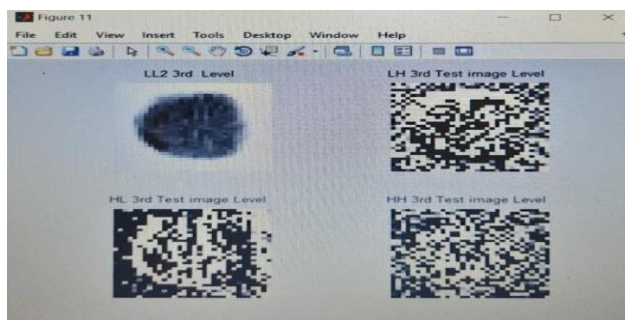 Figure 11
File Edit View Insert Tools Desktop Window Help
LL2 3rd Level
LH 3rd Test image Level
HL 3rd Test image Level
HH 3rd Test image Level